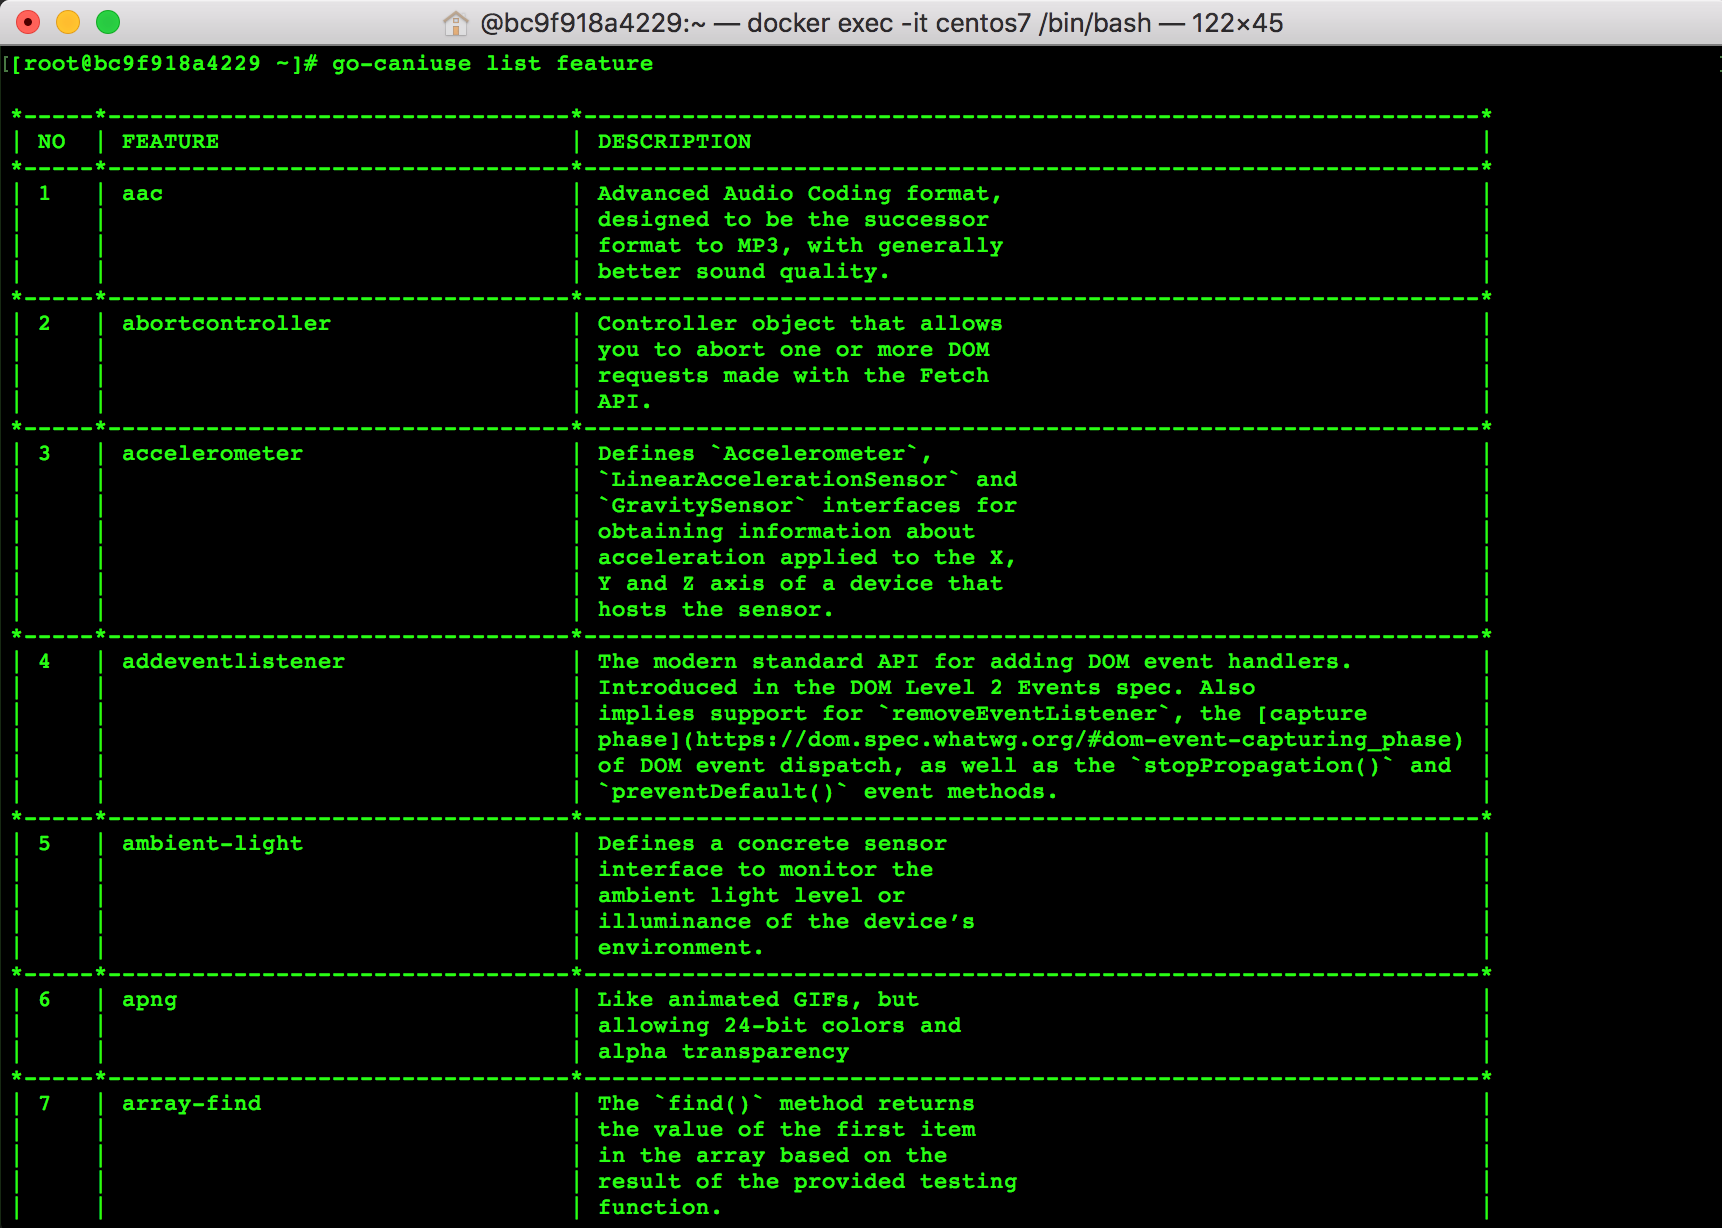 @bc9f918a4229:~ — docker exec -it centos7 /bin/bash — 122×45
[[root@bc9f918a4229 ~]# go-caniuse list feature ]
*-----*---------------------------------*----------------------------------------------------------------*
| NO | FEATURE | DESCRIPTION |
*-----*---------------------------------*----------------------------------------------------------------*
| 1 | aac | Advanced Audio Coding format, |
| | | designed to be the successor |
| | | format to MP3, with generally |
| | | better sound quality. |
*-----*---------------------------------*----------------------------------------------------------------*
| 2 | abortcontroller | Controller object that allows |
| | | you to abort one or more DOM |
| | | requests made with the Fetch |
| | | API. |
*-----*---------------------------------*----------------------------------------------------------------*
| 3 | accelerometer | Defines `Accelerometer`, |
| | | `LinearAccelerationSensor` and |
| | | `GravitySensor` interfaces for |
| | | obtaining information about |
| | | acceleration applied to the X, |
| | | Y and Z axis of a device that |
| | | hosts the sensor. |
*-----*---------------------------------*----------------------------------------------------------------*
| 4 | addeventlistener | The modern standard API for adding DOM event handlers. |
| | | Introduced in the DOM Level 2 Events spec. Also |
| | | implies support for `removeEventListener`, the [capture |
| | | phase](https://dom.spec.whatwg.org/#dom-event-capturing_phase) |
| | | of DOM event dispatch, as well as the `stopPropagation()` and |
| | | `preventDefault()` event methods. |
*-----*---------------------------------*----------------------------------------------------------------*
| 5 | ambient-light | Defines a concrete sensor |
| | | interface to monitor the |
| | | ambient light level or |
| | | illuminance of the device’s |
| | | environment. |
*-----*---------------------------------*----------------------------------------------------------------*
| 6 | apng | Like animated GIFs, but |
| | | allowing 24-bit colors and |
| | | alpha transparency |
*-----*---------------------------------*----------------------------------------------------------------*
| 7 | array-find | The `find()` method returns |
| | | the value of the first item |
| | | in the array based on the |
| | | result of the provided testing |
| | | function. |